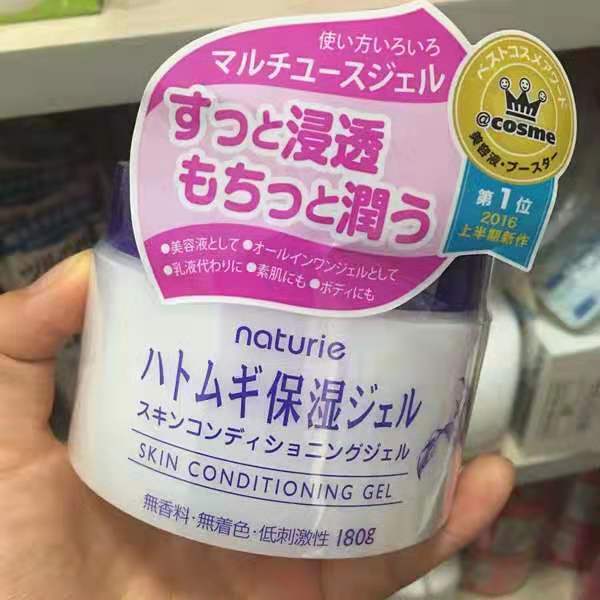 使い方いろいろ
マルチユースジェル
すっと浸透
もちっと潤う
●美容液として●オールインワンジェルとして
●乳液代わりに●素肌にも●ボディにも
ベストコスメアワード
@cosme
美容液・ブースター
第1位
2016
上半期新作
naturie
ハトムギ保湿ジェル
スキンコンディショニングジェル
SKIN CONDITIONING GEL
無香料・無着色・低刺激性 180g